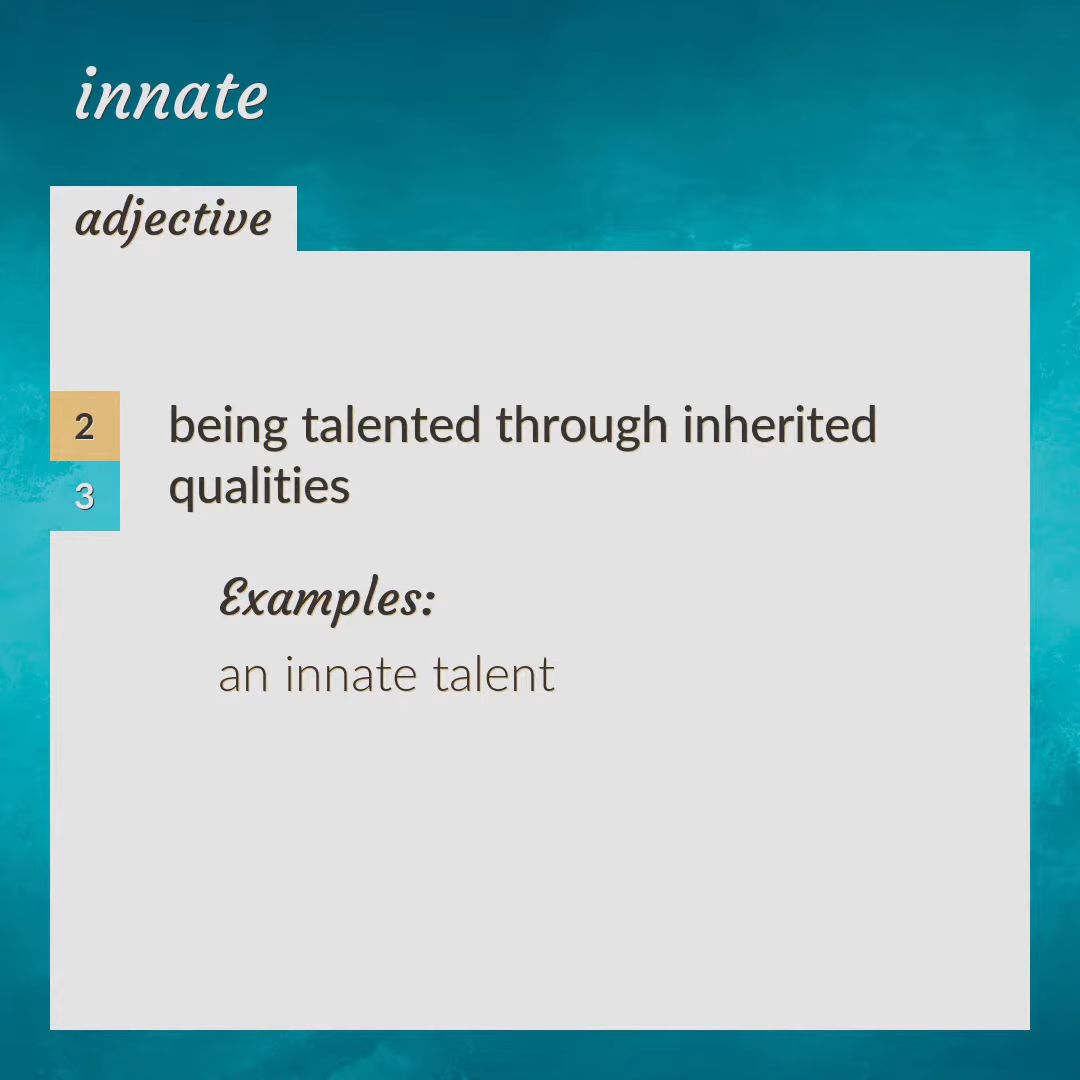 innate
adjective
2
being talented through inherited
3
qualities
Examples:
an innate talent